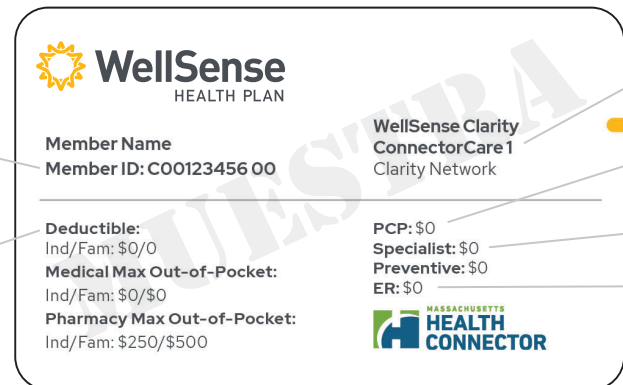 WellSense
HEALTH PLAN
Member Name
Member ID: C00123456 00
WellSense Clarity
ConnectorCare 1
Clarity Network
MUESTRA
Deductible:
Ind/Fam: $0/0
Medical Max Out-of-Pocket:
Ind/Fam: $0/$0
Pharmacy Max Out-of-Pocket:
Ind/Fam: $250/$500
PCP: $0
Specialist: $0
Preventive: $0
ER: $0
MASSACHUSETTS
HEALTH
CONNECTOR